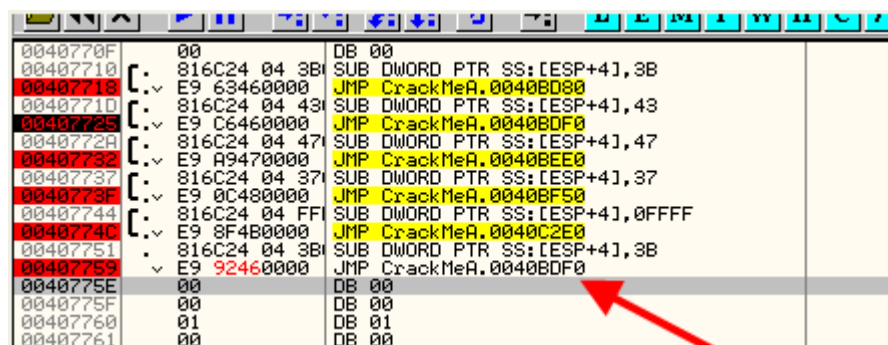 L E M T W H C /
0040770F 00 DB 00
00407710 816C24 04 3B SUB DWORD PTR SS:[ESP+4],3B
00407718 E9 63460000 JMP CrackMeA.0040BD80
0040771D 816C24 04 43 SUB DWORD PTR SS:[ESP+4],43
00407725 E9 C6460000 JMP CrackMeA.0040BDF0
0040772A 816C24 04 47 SUB DWORD PTR SS:[ESP+4],47
00407732 E9 A9470000 JMP CrackMeA.0040BEE0
00407737 816C24 04 37 SUB DWORD PTR SS:[ESP+4],37
0040773F E9 0C480000 JMP CrackMeA.0040BF50
00407744 816C24 04 FF SUB DWORD PTR SS:[ESP+4],0FFFF
0040774C E9 8F4B0000 JMP CrackMeA.0040C2E0
00407751 816C24 04 3B SUB DWORD PTR SS:[ESP+4],3B
00407759 E9 92460000 JMP CrackMeA.0040BDF0
0040775E 00 DB 00
0040775F 00 DB 00
00407760 01 DB 01
00407761 00 DB 00